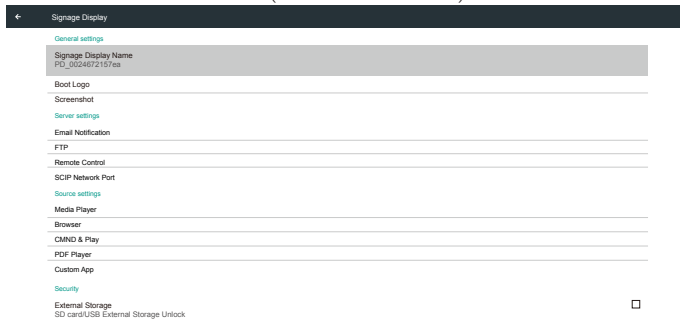 Signage Display
General settings
Signage Display Name
PD_0024672157ea
Boot Logo
Screenshot
Server settings
Email Notification
FTP
Remote Control
SCIP Network Port
Source settings
Media Player
Browser
CMND & Play
PDF Player
Custom App
Security
External Storage
SD card/USB External Storage Unlock